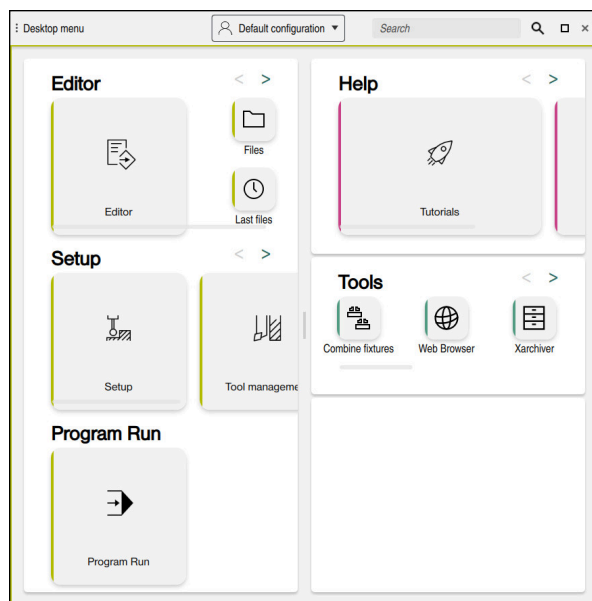 Desktop menu
Default configuration
Search
Editor
Editor
Files
Last files
Setup
Setup
Tool manageme
Program Run
Program Run
Help
Tutorials
Tools
Combine fixtures
Web Browser
Xarchiver